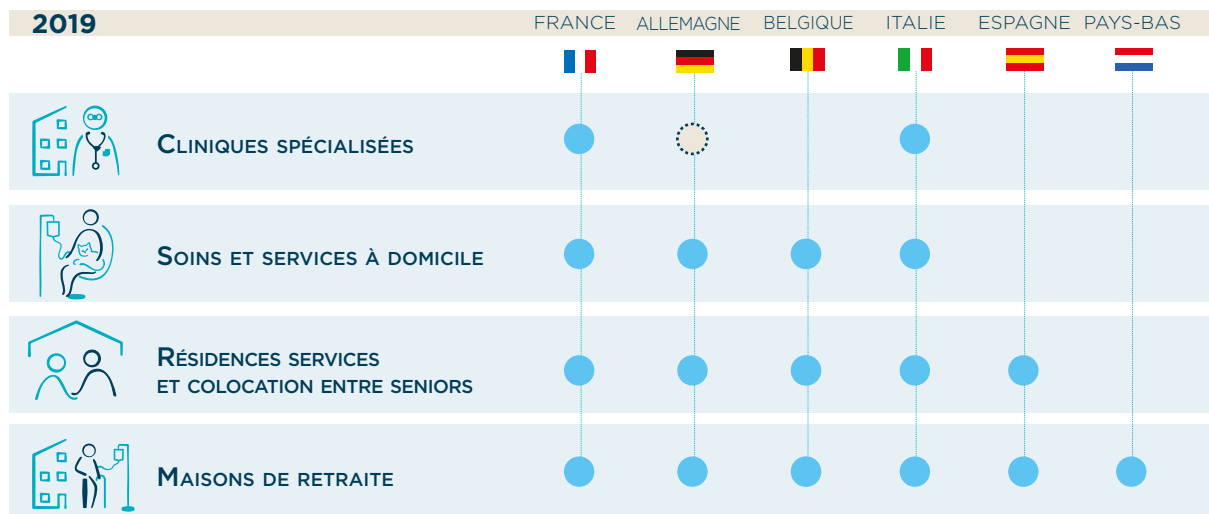 2019 FRANCE ALLEMAGNE BELGIQUE ITALIE ESPAGNE PAYS-BAS
Cliniques spécialisées
Soins et services à domicile
Résidences services
et colocation entre seniors
Maisons de retraite